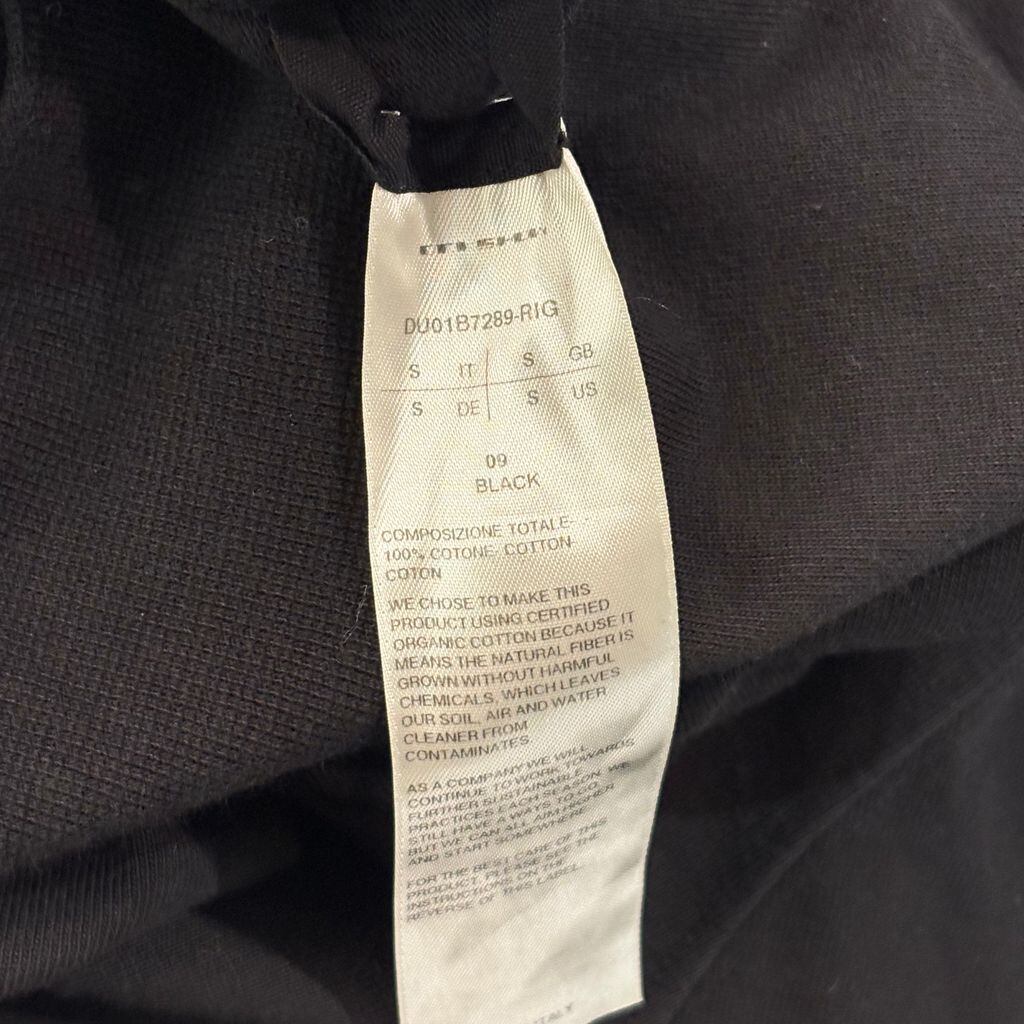 DU01B7289-RIG
S IT S GB
S DE S US
09
BLACK
COMPOSIZIONE TOTALE-
100% COTONE COTTON
COTON
WE CHOSE TO MAKE THIS
PRODUCT USING CERTIFIED
ORGANIC COTTON BECAUSE IT
MEANS THE NATURAL FIBER IS
GROWN WITHOUT HARMFUL
CHEMICALS, WHICH LEAVES
OUR SOIL, AIR AND WATER
CLEANER FROM
CONTAMINATES.
AS A COMPANY WE WILL
CONTINUE TO WORK TOWARDS
FURTHER WE
PRACTICES EACH SEASON.
STILL HAVE A WAYS TO GO
BUT WE CAN ALL AIM HIGHER
AND START SOMEWHERE
FOR THE BEST CARE OF THIS
PRODUCT, PLEASE SEE THE
INSTRUCTIONS ON THE
REVERSE OF THIS LABEL.
ITALY